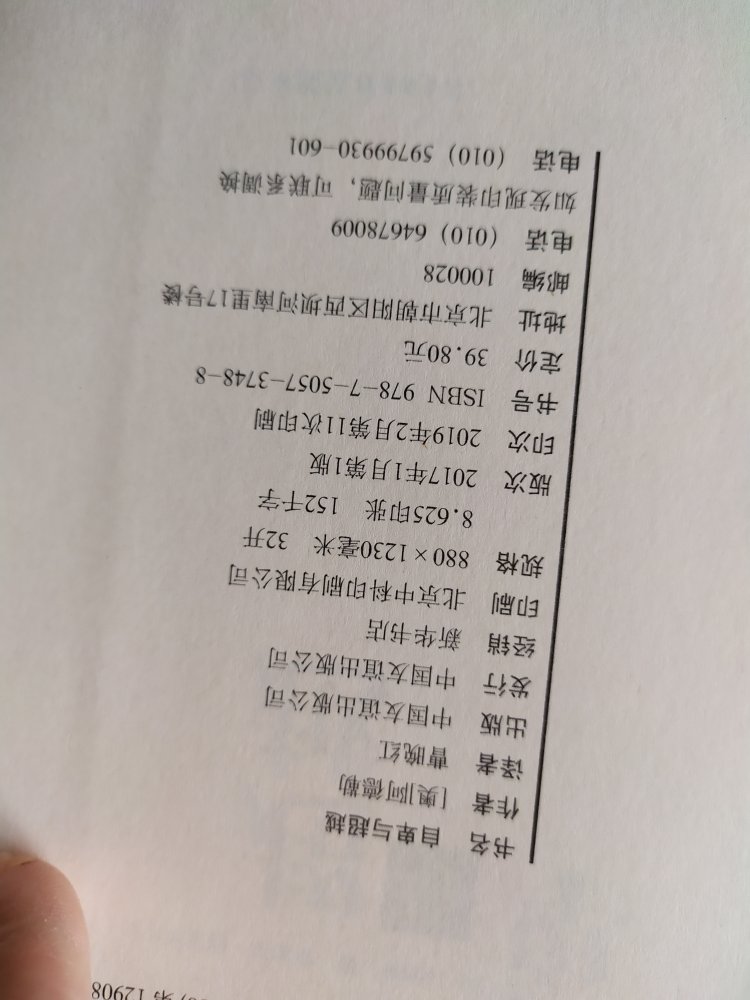 ) 第 12908
书名 自卑与超越
作者 [奥]阿德勒
译者 曹晚红
出版 中国友谊出版公司
发行 中国友谊出版公司
经销 新华书店
印刷 北京中科印刷有限公司
规格 880×1230毫米 32开
8.625印张 152千字
版次 2017年1月第1版
印次 2019年2月第11次印刷
书号 ISBN 978-7-5057-3748-8
定价 39.80元
地址 北京市朝阳区西坝河南里17号楼
邮编 100028
电话 (010) 64678009
如发现印装质量问题，可联系调换
电话 (010) 59799930-601